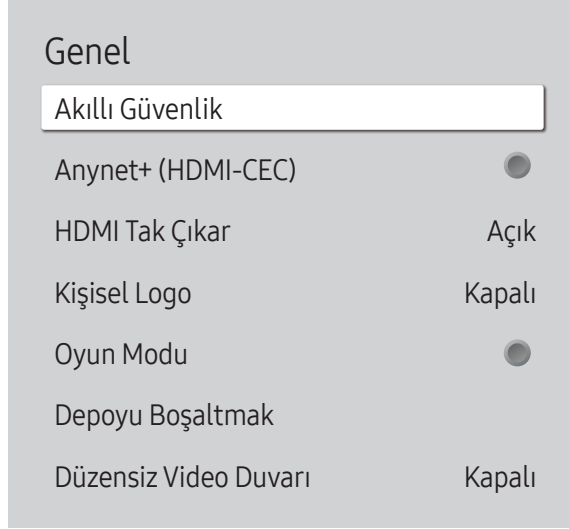 Genel
Akıllı Güvenlik
Anynet+ (HDMI-CEC)
HDMI Tak Çıkar Açık
Kişisel Logo Kapalı
Oyun Modu
Depoyu Boşaltmak
Düzensiz Video Duvarı Kapalı